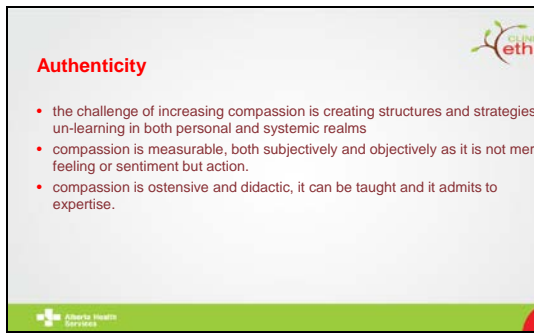 CLIN
eth
Authenticity
• the challenge of increasing compassion is creating structures and strategies
un-learning in both personal and systemic realms
• compassion is measurable, both subjectively and objectively as it is not mer
feeling or sentiment but action.
• compassion is ostensive and didactic, it can be taught and it admits to
expertise.
Alberta Health
Services